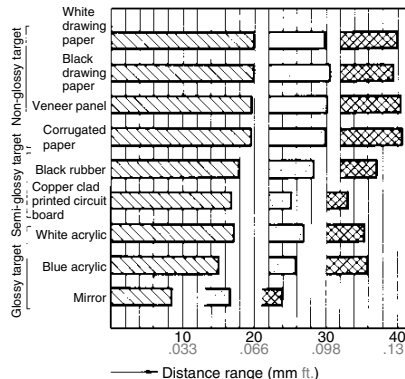 Non-glossy target
Semi-glossy target
Glossy target
White
drawing
paper
Black
drawing
paper
Veneer panel
Corrugated
paper
Black rubber
Copper clad
printed circuit
board
White acrylic
Blue acrylic
Mirror
10 20 30 40
.033 .066 .098 .13
Distance range (mm ft.)